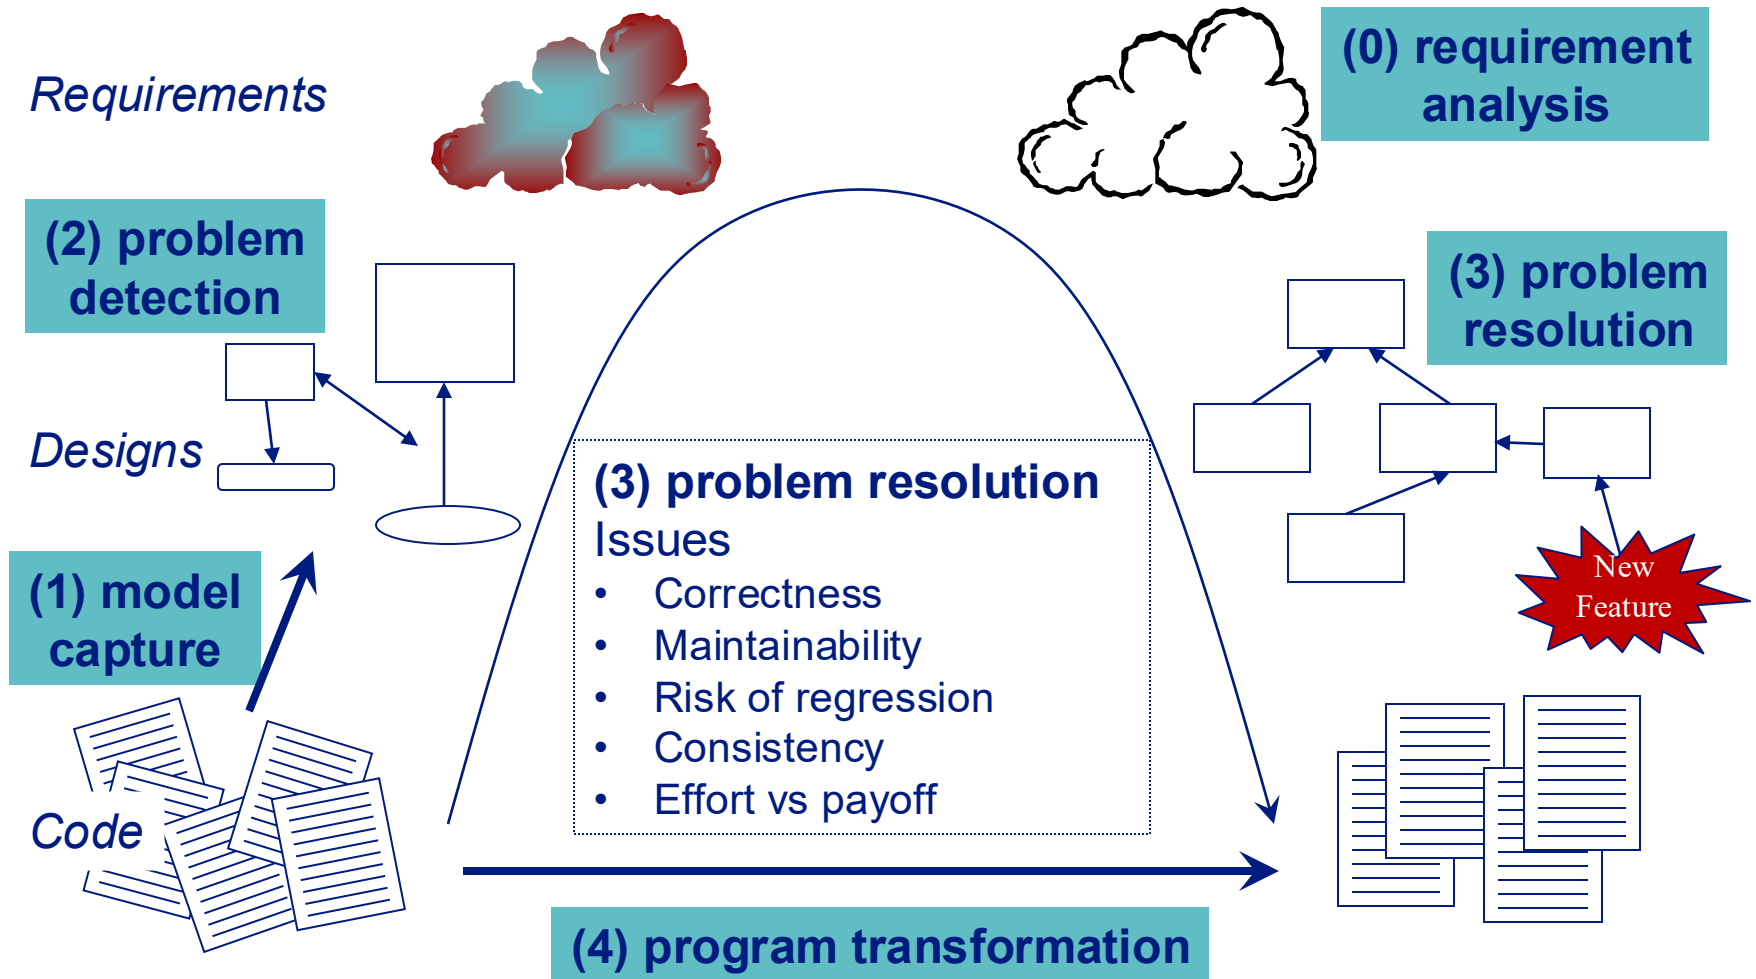 (0) requirement
analysis
Requirements
(2) problem
detection
(3) problem
resolution
Designs
(3) problem resolution
Issues
• Correctness
• Maintainability
• Risk of regression
• Consistency
• Effort vs payoff
New
Feature
(1) model
capture
Code
(4) program transformation